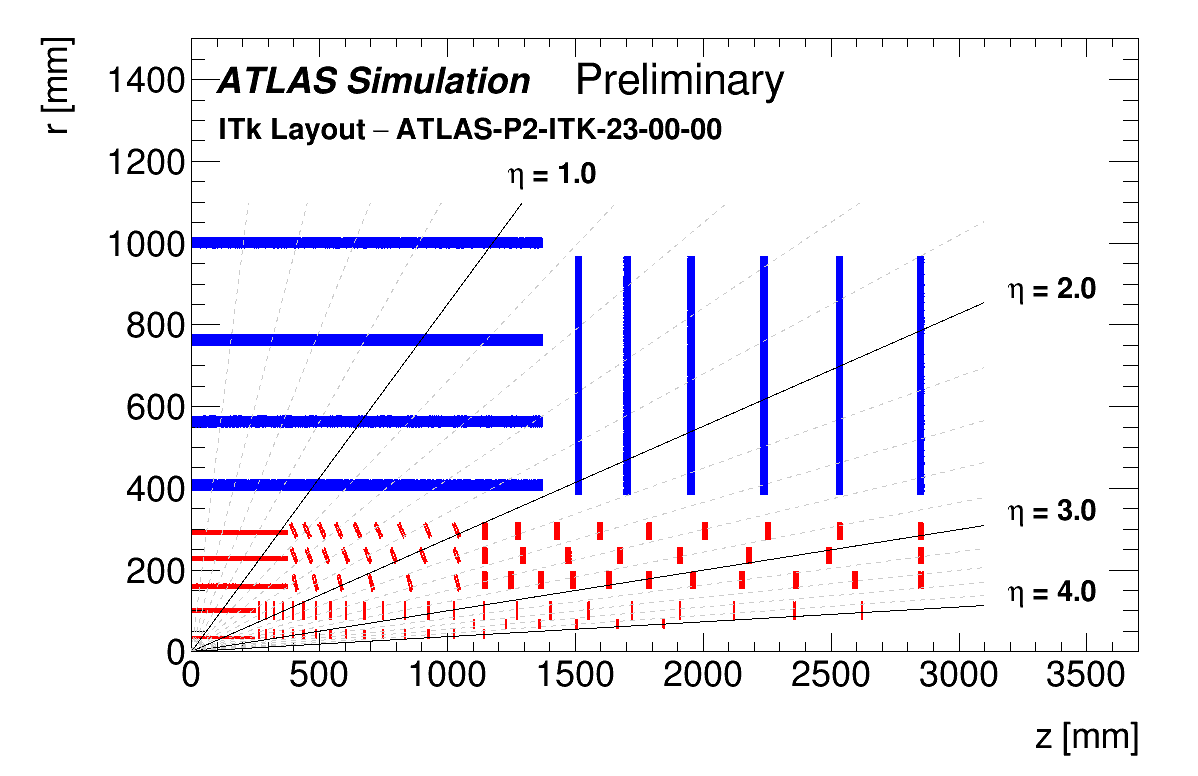 ATLAS Simulation Preliminary
ITk Layout – ATLAS-P2-ITK-23-00-00
η = 1.0
η = 2.0
η = 3.0
η = 4.0
r [mm]
1400
1200
1000
800
600
400
200
0
0 500 1000 1500 2000 2500 3000 3500
z [mm]